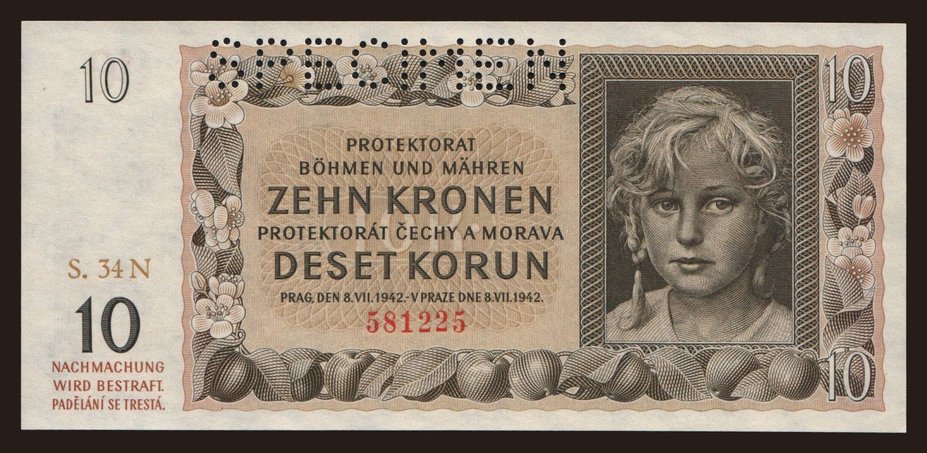 SPECIMEN
10
10
PROTEKTORAT
BÖHMEN UND MÄHREN
ZEHN KRONEN
PROTEKTORÁT ČECHY A MORAVA
DESET KORUN
PRAG, DEN 8. VII. 1942.-V PRAZE DNE 8. VII. 1942.
581225
S. 34 N
10
NACHMACHUNG
WIRD BESTRAFT.
PADĚLÁNÍ SE TRESTÁ.
10